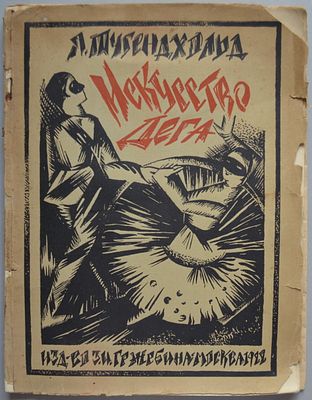 Я. ТУГЕНДХОЛЬД
ИСКУССТВО
ДЕГА
ИЗД-ВО З.И. ГРЖЕБИНА МОСКВА 1922